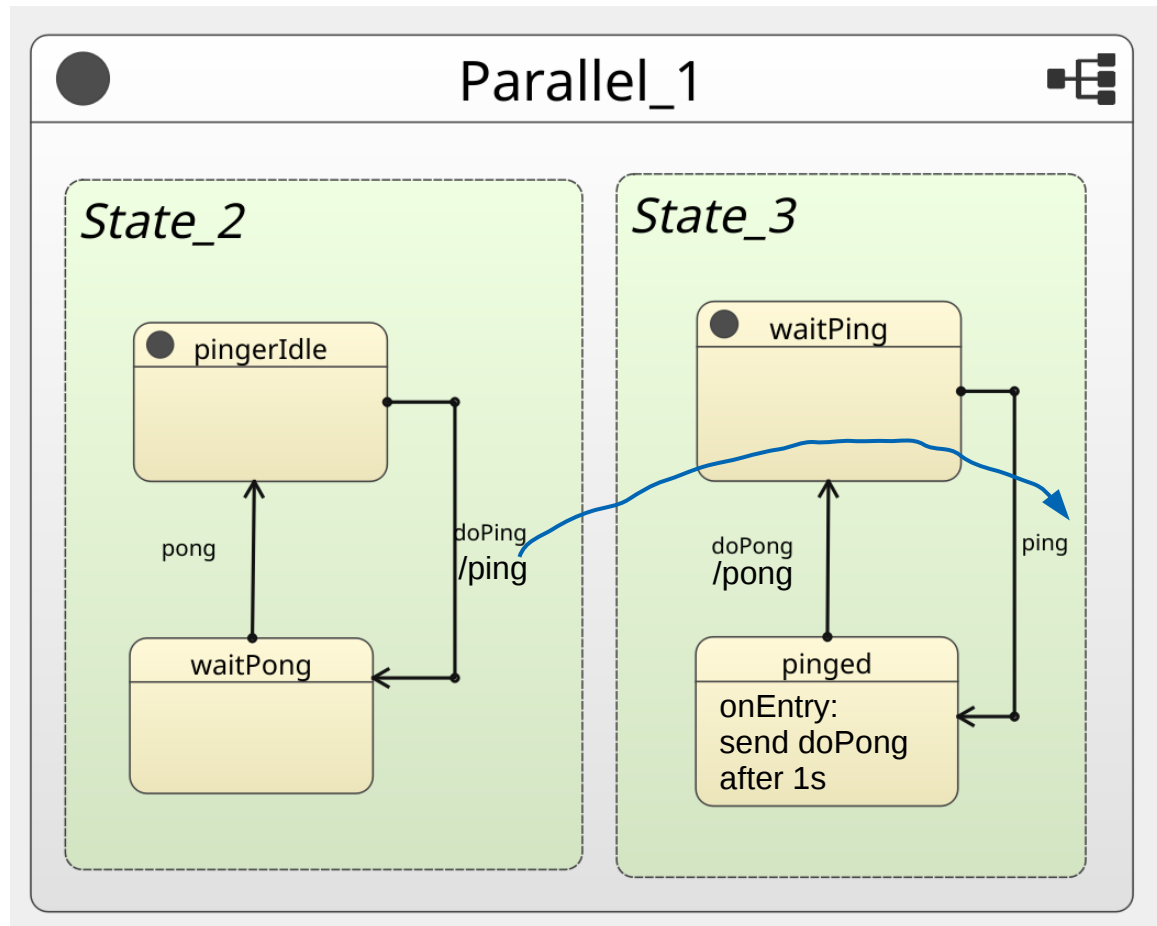 Parallel_1
State_2
pingerIdle
doPing
/ping
pong
waitPong
State_3
waitPing
doPong
/pong
ping
pinged
onEntry:
send doPong
after 1s